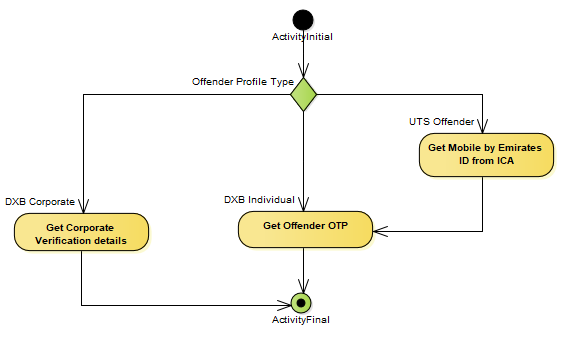 ActivityInitial
Offender Profile Type
UTS Offender
Get Mobile by Emirates
ID from ICA
DXB Corporate
DXB Individual
Get Corporate
Verification details
Get Offender OTP
ActivityFinal